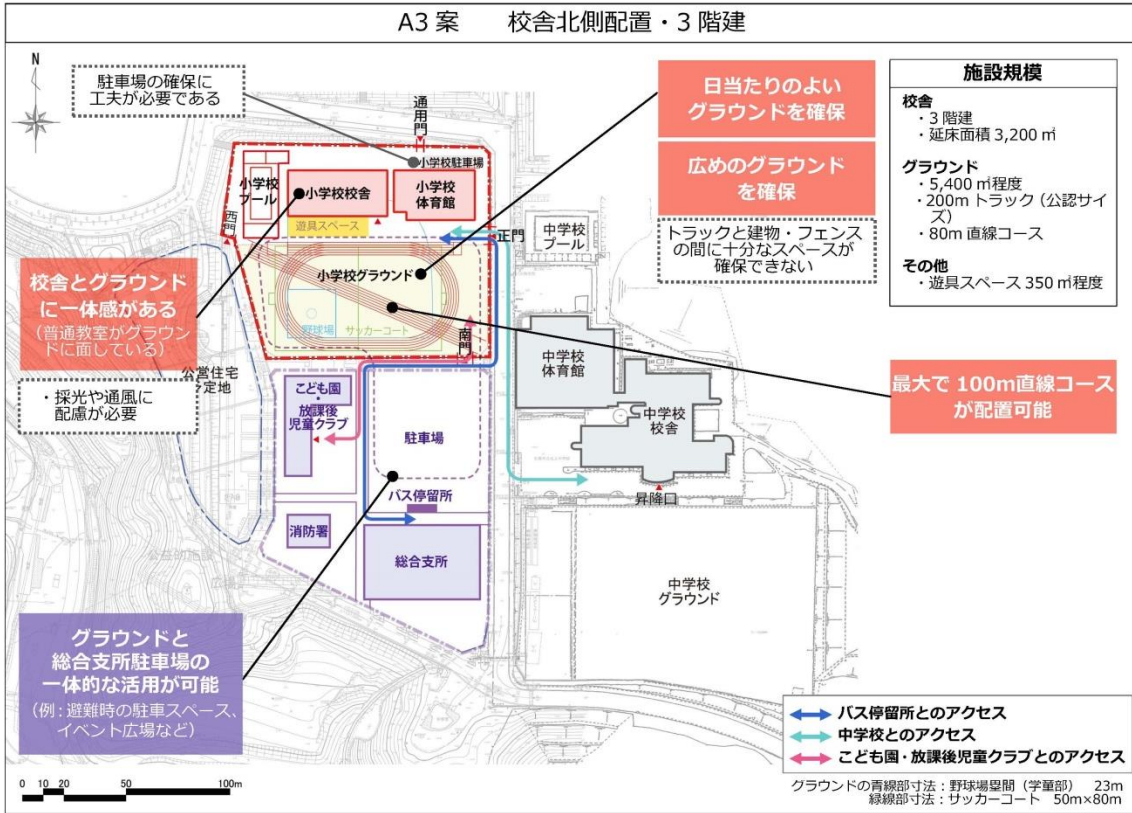 A3 案 校舎北側配置・3 階建
N
駐車場の確保に
工夫が必要である
通用門
小学校駐車場
小学校
プール
小学校校舎
小学校
体育館
遊具スペース
西門
正門
小学校グラウンド
野球場
サッカーコート
南門
日当たりのよい
グラウンドを確保
広めのグラウンド
を確保
トラックと建物・フェンス
の間に十分なスペースが
確保できない
施設規模
校舎
・3 階建
・延床面積 3,200 ㎡
グラウンド
・5,400 ㎡程度
・200m トラック (公認サイ
ズ)
・80m 直線コース
その他
・遊具スペース 350 ㎡程度
校舎とグラウンド
に一体感がある
(普通教室がグラウン
ドに面している)
公営住宅
予定地
・採光や通風に
配慮が必要
中学校
プール
中学校
体育館
中学校
校舎
昇降口
中学校
グラウンド
最大で 100m直線コース
が配置可能
こども園
・
放課後
児童クラブ
駐車場
バス停留所
消防署
総合支所
グラウンドと
総合支所駐車場の
一体的な活用が可能
(例:避難時の駐車スペース、
イベント広場など)
バス停留所とのアクセス
中学校とのアクセス
こども園・放課後児童クラブとのアクセス
グラウンドの青線部寸法:野球場塁間(学童部) 23m
緑線部寸法:サッカーコート 50m×80m
0 10 20 50 100m